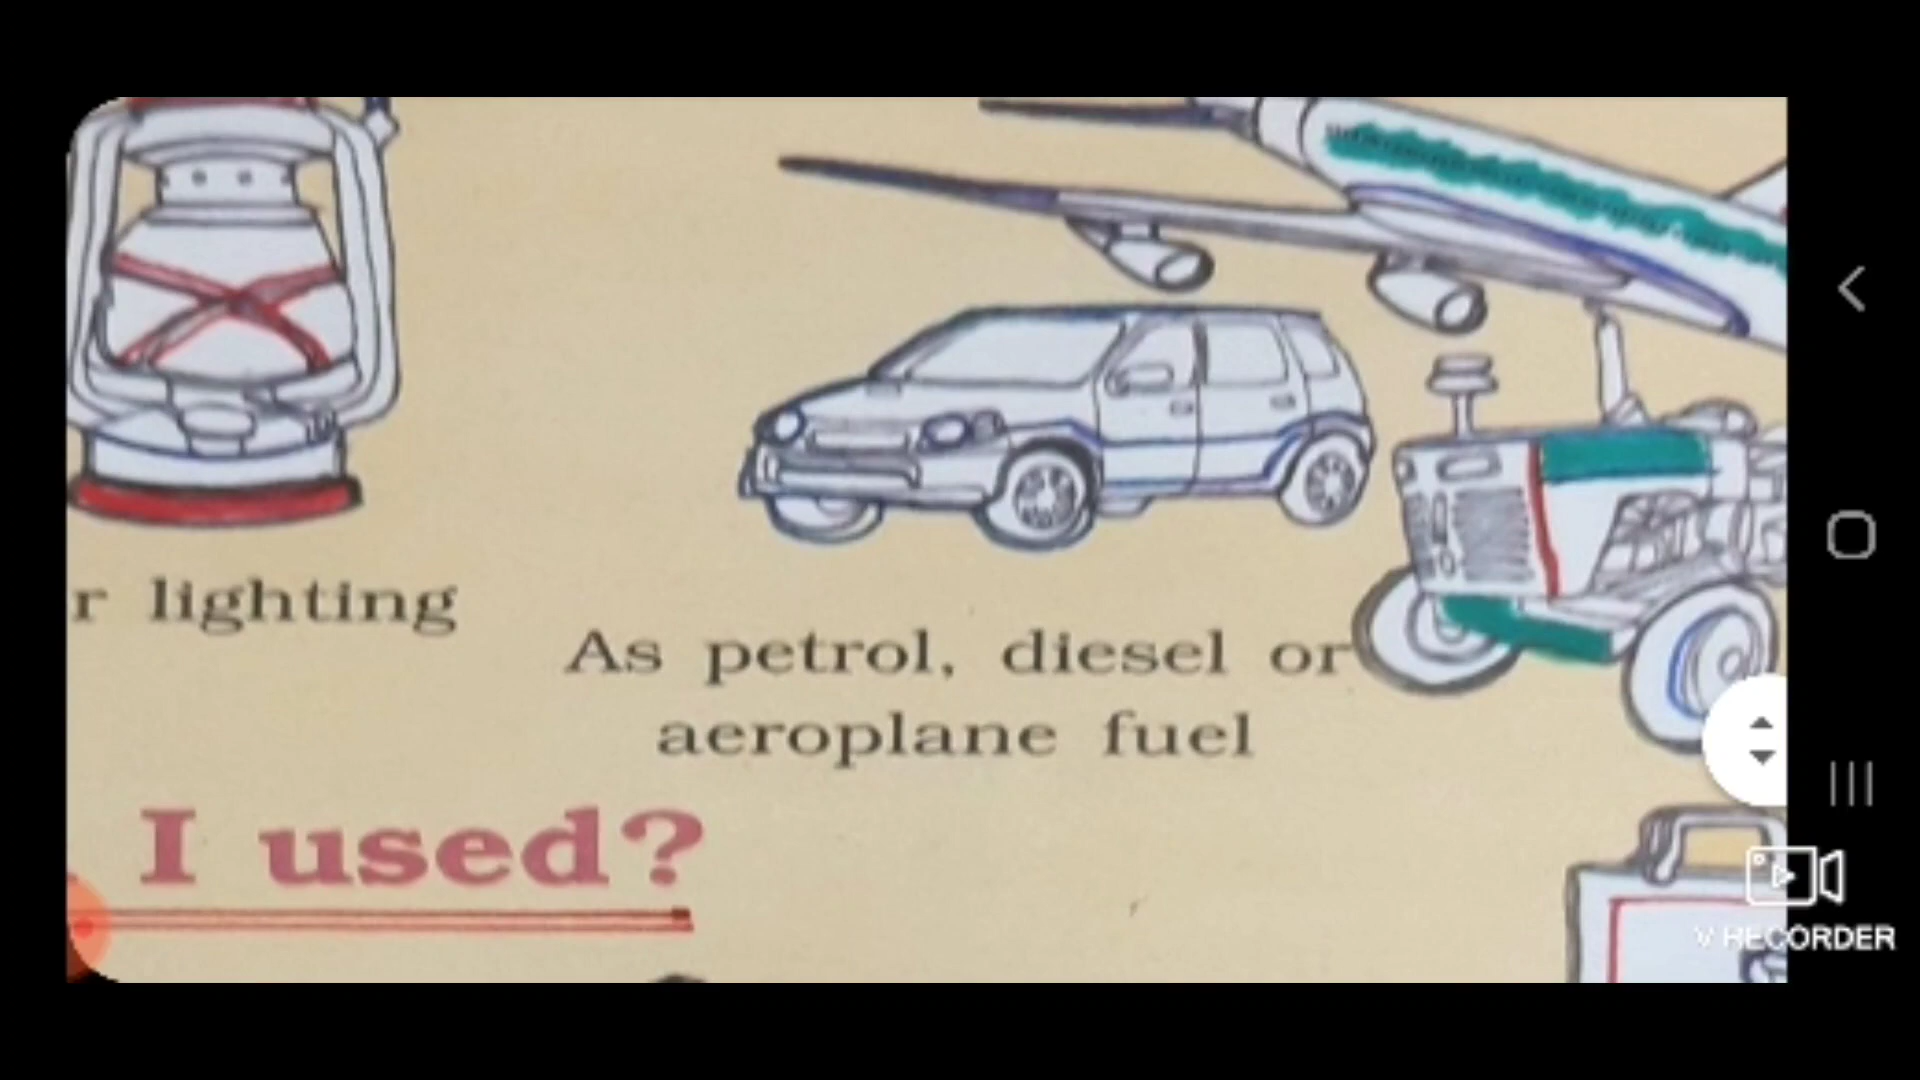 r lighting
As petrol, diesel or
aeroplane fuel
I used?
V RECORDER